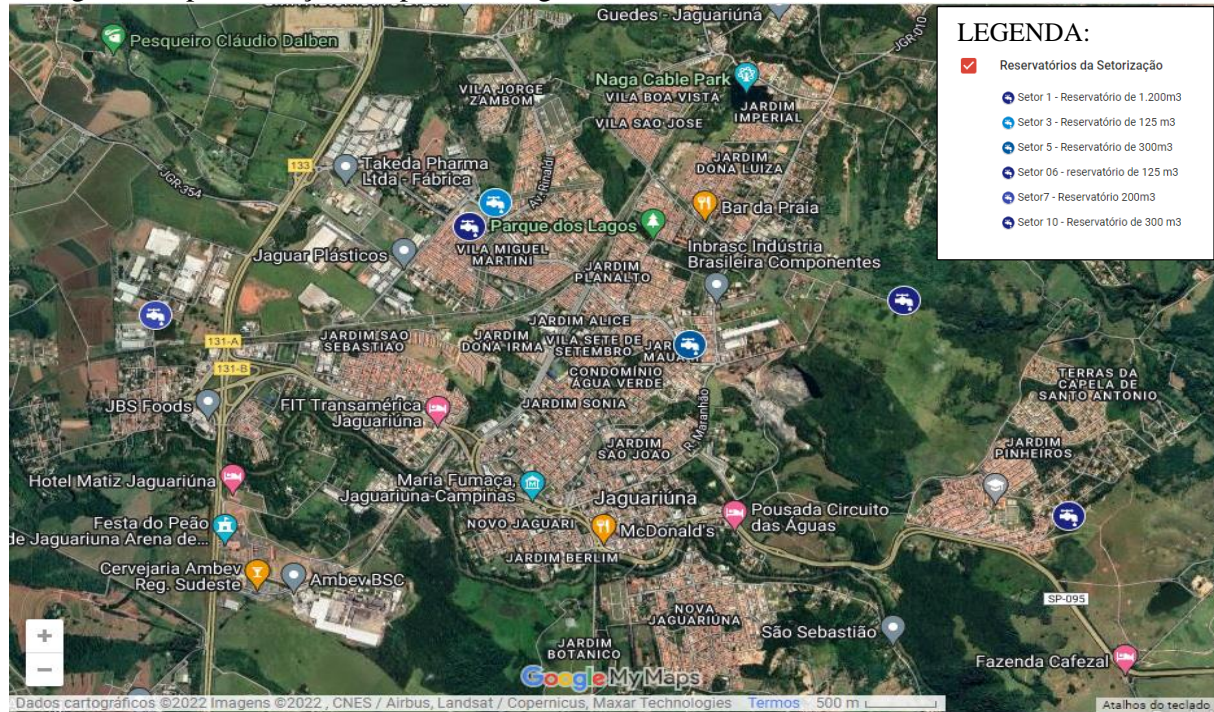 LEGENDA:
Reservatórios da Setorização
Setor 1 - Reservatório de 1.200m3
Setor 3 - Reservatório de 125 m3
Setor 5 - Reservatório de 300m3
Setor 06 - reservatório de 125 m3
Setor7 - Reservatório 200m3
Setor 10 - Reservatório de 300 m3
Guedes - Jaguariúna
JGR-010
Pesqueiro Cláudio Dalben
Naga Cable Park
VILA JORGE
ZAMBOM
VILA BOA VISTA
JARDIM
IMPERIAL
VILA SAO JOSE
133
Takeda Pharma
Ltda - Fábrica
JARDIM
DONA LUIZA
JGR-354
Av. Rinaldi
Bar da Praia
Parque dos Lagos
VILA MIGUEL
MARTINI
Jaguar Plásticos
Inbrasc Indústria
Brasileira Componentes
JARDIM
PLANALTO
JARDIM ALICE
JARDIM SAO
SEBASTIAO
JARDIM
DONA IRMA
VILA SETE DE
SETEMBRO
131-A
131-B
CONDOMÍNIO
ÁGUA VERDE
TERRAS DA
CAPELA DE
SANTO ANTONIO
JBS Foods
FIT Transamérica
Jaguariúna
JARDIM SONIA
R. Maranhão
JARDIM
SAO JOAO
JARDIM
PINHEIROS
Hotel Matiz Jaguariúna
Maria Fumaça,
Jaguariúna-Campinas
Jaguariúna
Pousada Circuito
das Águas
Festa do Peão
de Jaguariuna Arena de...
NOVO JAGUARI
McDonald's
JARDIM BERLIM
Cervejaria Ambev
Reg. Sudeste
Ambev BSC
SP-095
NOVA
JAGUARIÚNA
São Sebastião
JARDIM
BOTANICO
Fazenda Cafezal
Google My Maps
Dados cartográficos ©2022 Imagens ©2022 , CNES / Airbus, Landsat / Copernicus, Maxar Technologies Termos 500 m
Atalhos do teclado